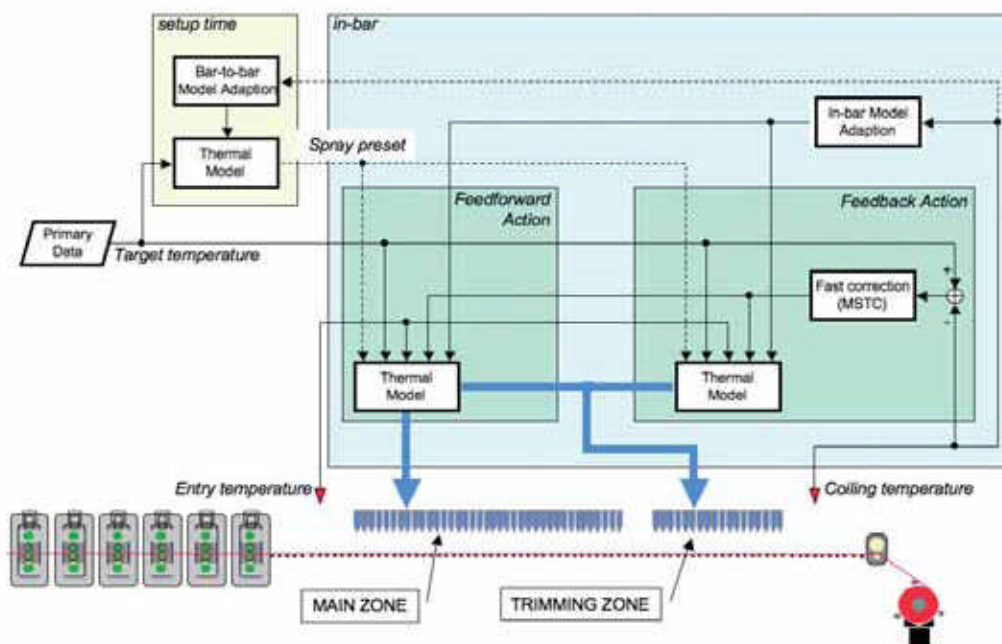 setup time
in-bar
Bar-to-bar
Model Adaption
In-bar Model
Adaption
Thermal
Model
Spray preset
Feedforward
Action
Feedback Action
Primary
Data
Target temperature
+
Fast correction
(MSTC)
-
Thermal
Model
Thermal
Model
Entry temperature
Coiling temperature
MAIN ZONE
TRIMMING ZONE